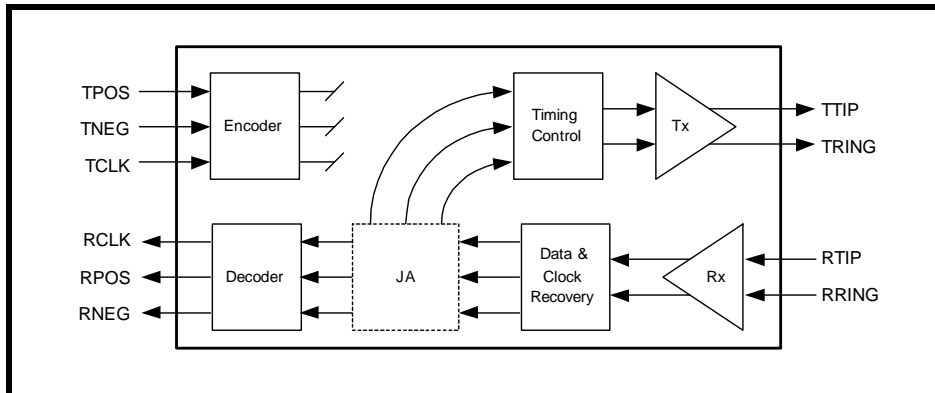 TPOS
TNEG
TCLK
Encoder
Timing
Control
Tx
TTIP
TRING
RCLK
RPOS
RNEG
Decoder
JA
Data &
Clock
Recovery
Rx
RTIP
RRING